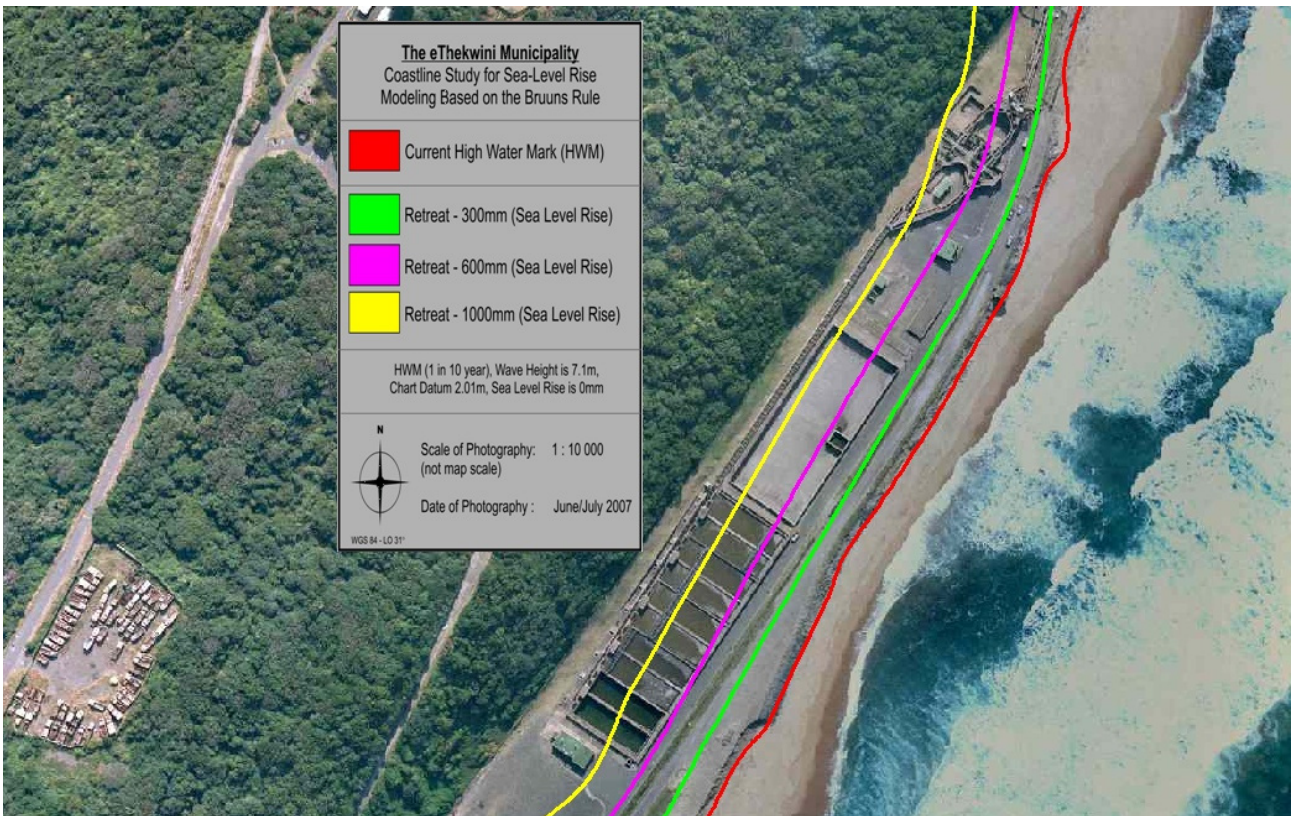 The eThekwini Municipality
Coastline Study for Sea-Level Rise
Modeling Based on the Bruuns Rule
Current High Water Mark (HWM)
Retreat - 300mm (Sea Level Rise)
Retreat - 600mm (Sea Level Rise)
Retreat - 1000mm (Sea Level Rise)
HWM (1 in 10 year), Wave Height is 7.1m,
Chart Datum 2.01m, Sea Level Rise is 0mm
N
Scale of Photography: 1 : 10 000
(not map scale)
Date of Photography : June/July 2007
WGS 84 - LO 31°